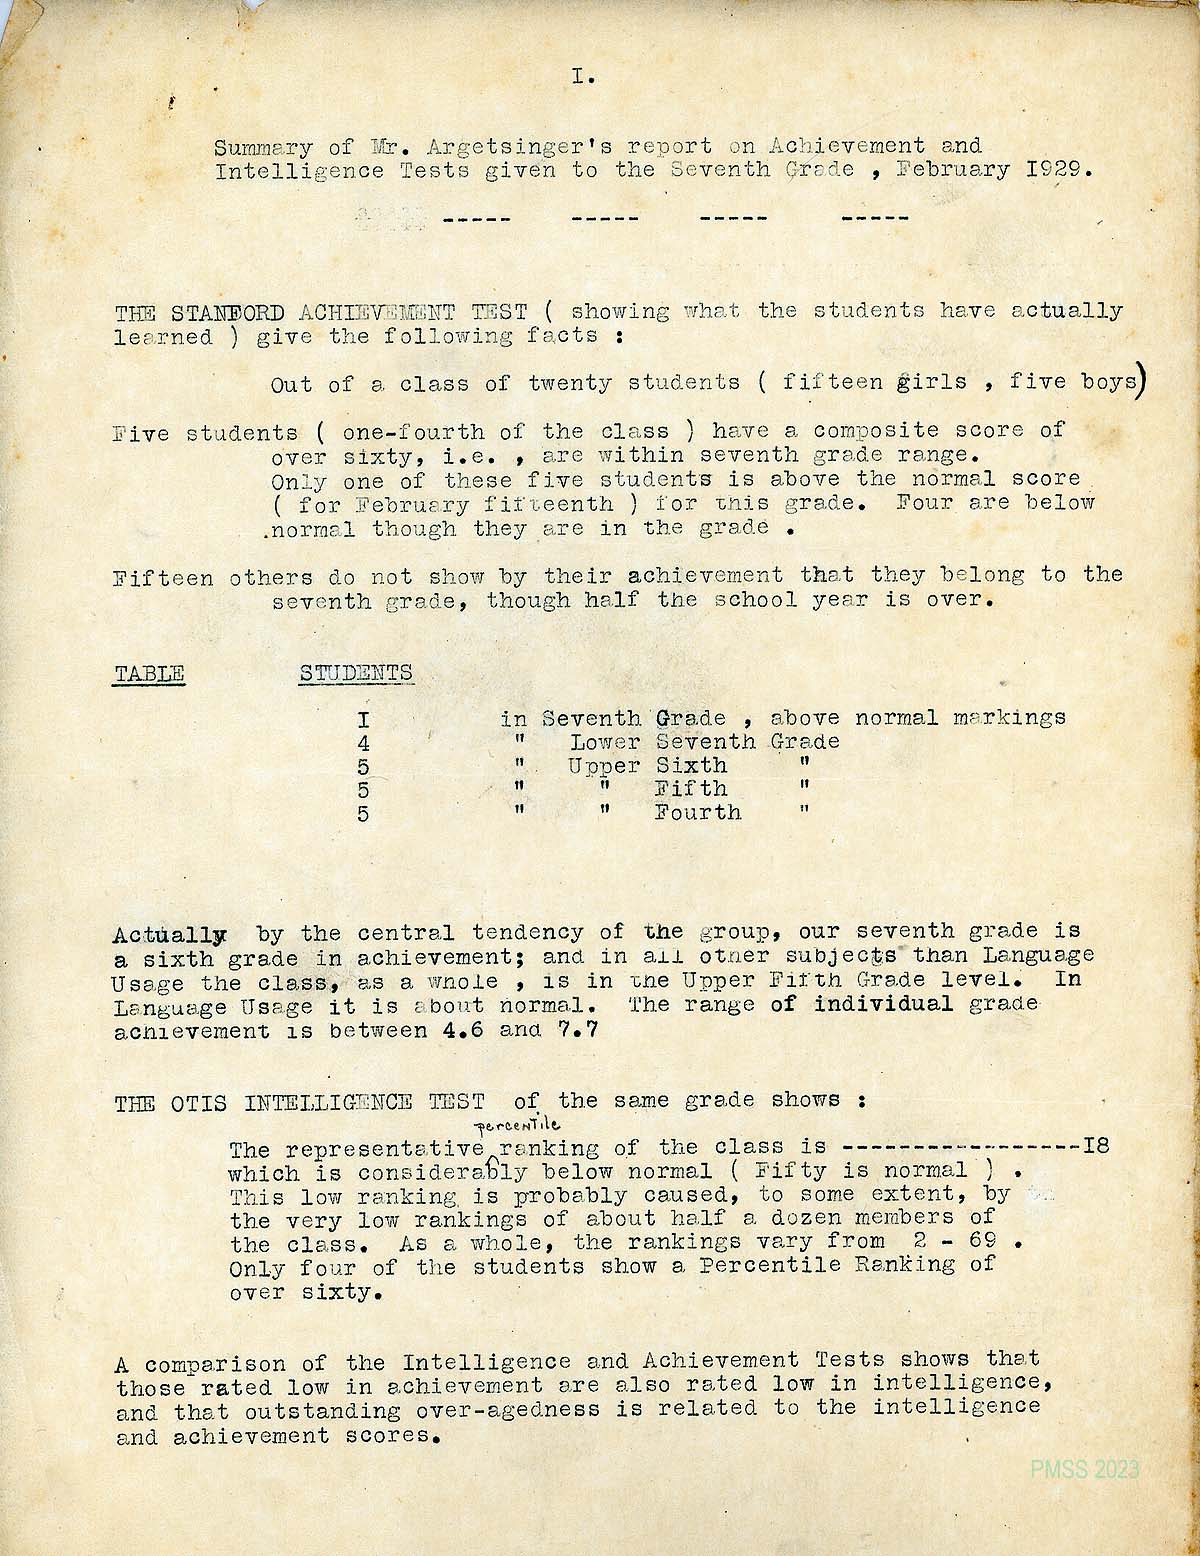 I.
Summary of Mr. Argetsinger's report on Achievement and
Intelligence Tests given to the Seventh Grade , February I929.
----- ----- ----- -----
THE STANFORD ACHIEVEMENT TEST ( showing what the students have actually
learned ) give the following facts :
Out of a class of twenty students ( fifteen girls , five boys)
Five students ( one-fourth of the class ) have a composite score of
over sixty, i.e. , are within seventh grade range.
Only one of these five students is above the normal score
( for February fifteenth ) for this grade. Four are below
.normal though they are in the grade .
Fifteen others do not show by their achievement that they belong to the
seventh grade, though half the school year is over.
TABLE STUDENTS
I in Seventh Grade , above normal markings
4 " Lower Seventh Grade
5 " Upper Sixth "
5 " " Fifth "
5 " " Fourth "
Actually by the central tendency of the group, our seventh grade is
a sixth grade in achievement; and in all other subjects than Language
Usage the class, as a whole , is in the Upper Fifth Grade level. In
Language Usage it is about normal. The range of individual grade
achievement is between 4.6 and 7.7
THE OTIS INTELLIGENCE TEST of the same grade shows :
percentile
The representative ranking of the class is -----------------I8
which is considerably below normal ( Fifty is normal ) .
This low ranking is probably caused, to some extent, by
the very low rankings of about half a dozen members of
the class. As a whole, the rankings vary from 2 - 69 .
Only four of the students show a Percentile Ranking of
over sixty.
A comparison of the Intelligence and Achievement Tests shows that
those rated low in achievement are also rated low in intelligence,
and that outstanding over-agedness is related to the intelligence
and achievement scores.
PMSS 2023